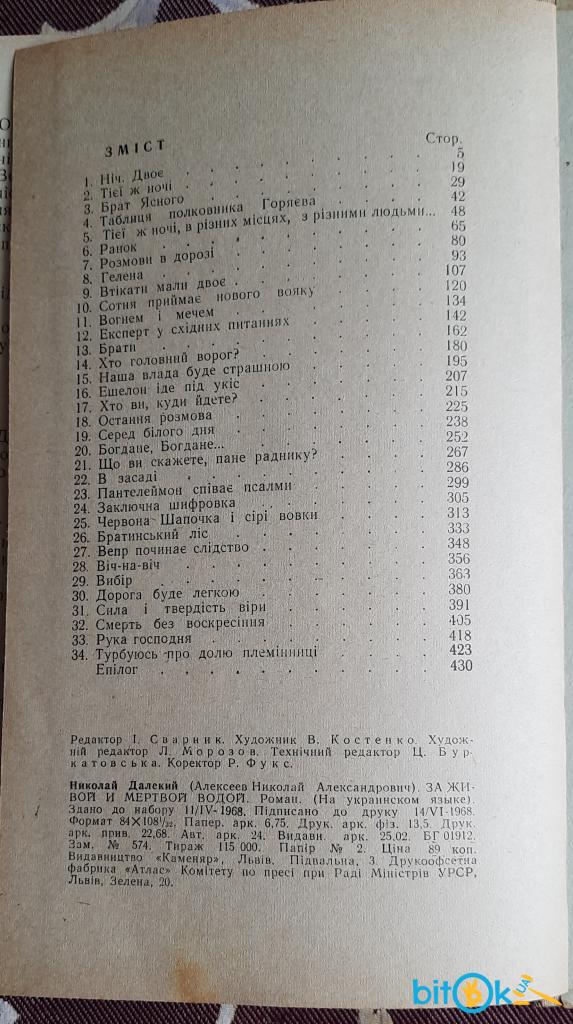 ЗМІСТ
Стор.
1. Ніч. Двоє . . . . . . . 5
2. Тієї ж ночі . . . . . . . 19
3. Брат Ясного . . . . . . . 29
4. Таблиця полковника Горяєва . . . . 42
5. Тієї ж ночі, в різних місцях, з різними людьми... 48
6. Ранок . . . . . . . . 65
7. Розмови в дорозі . . . . . . 80
8. Гелена . . . . . . . . 93
9. Втікати мали двоє . . . . . . 107
10. Сотня приймає нового вояку . . . . 120
11. Вогнем і мечем . . . . . . 134
12. Експерт у східних питаннях . . . . 142
13. Брати . . . . . . . . 162
14. Хто головний ворог? . . . . . 180
15. Наша влада буде страшною . . . . 195
16. Ешелон іде під укіс . . . . . 207
17. Хто ви, куди йдете? . . . . . 215
18. Остання розмова . . . . . . 225
19. Серед білого дня . . . . . . 238
20. Богдане, Богдане... . . . . . . 252
21. Що ви скажете, пане раднику? . . . . 267
22. В засаді . . . . . . . 286
23. Пантелеймон співає псалми . . . . 299
24. Заключна шифровка . . . . . 305
25. Червона Шапочка і сірі вовки . . . . 313
26. Братинський ліс . . . . . . 333
27. Вепр починає слідство . . . . . 348
28. Віч-на-віч . . . . . . . 356
29. Вибір . . . . . . . . 363
30. Дорога буде легкою . . . . . 380
31. Сила і твердість віри . . . . . 391
32. Смерть без воскресіння . . . . . 405
33. Рука господня . . . . . . 418
34. Турбуюсь про долю племінниці . . . . 423
Епілог . . . . . . . . 430
Редактор І. Сварник. Художник В. Костенко. Худож-
ній редактор Л. Морозов. Технічний редактор Ц. Бур-
катовська. Коректор Р. Фукс.
Николай Далекий (Алексеев Николай Александрович). ЗА ЖИ-
ВОЙ И МЕРТВОЙ ВОДОЙ. Роман. (На украинском языке).
Здано до набору 11/IV-1968. Підписано до друку 14/VI-1968.
Формат 84×108¹/₃₂. Папер. арк. 6,75. Друк. арк. фіз. 13,5. Друк.
арк. прив. 22,68. Авт. арк. 24. Видавн. арк. 25,02. БГ 01912.
Зам. № 574. Тираж 115 000. Папір № 2. Ціна 89 коп.
Видавництво «Каменяр», Львів. Підвальна, 3. Друкоофсетна
фабрика «Атлас» Комітету по пресі при Раді Міністрів УРСР,
Львів, Зелена, 20.
bitOk.UA